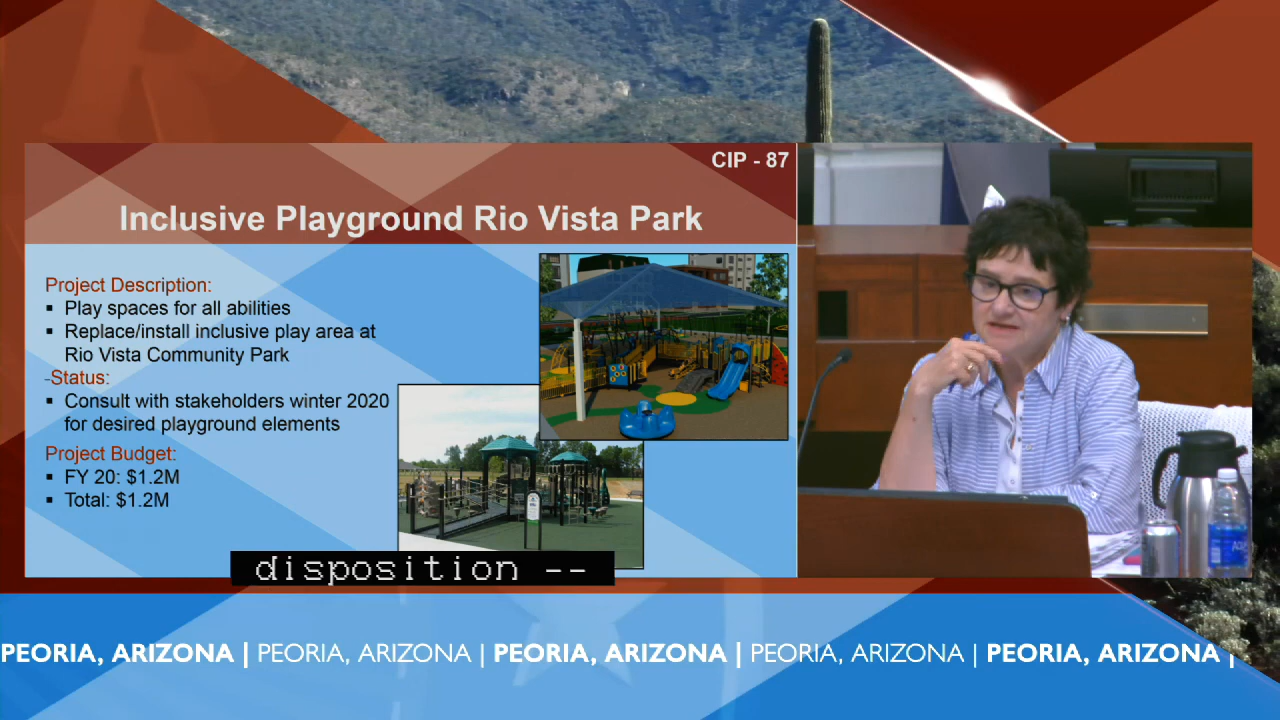 CIP - 87
Inclusive Playground Rio Vista Park
Project Description:
▪ Play spaces for all abilities
▪ Replace/install inclusive play area at
Rio Vista Community Park
-Status:
▪ Consult with stakeholders winter 2020
for desired playground elements
Project Budget:
▪ FY 20: $1.2M
▪ Total: $1.2M
disposition --
PEORIA, ARIZONA | PEORIA, ARIZONA | PEORIA, ARIZONA | PEORIA, ARIZONA | PEORIA, ARIZONA |